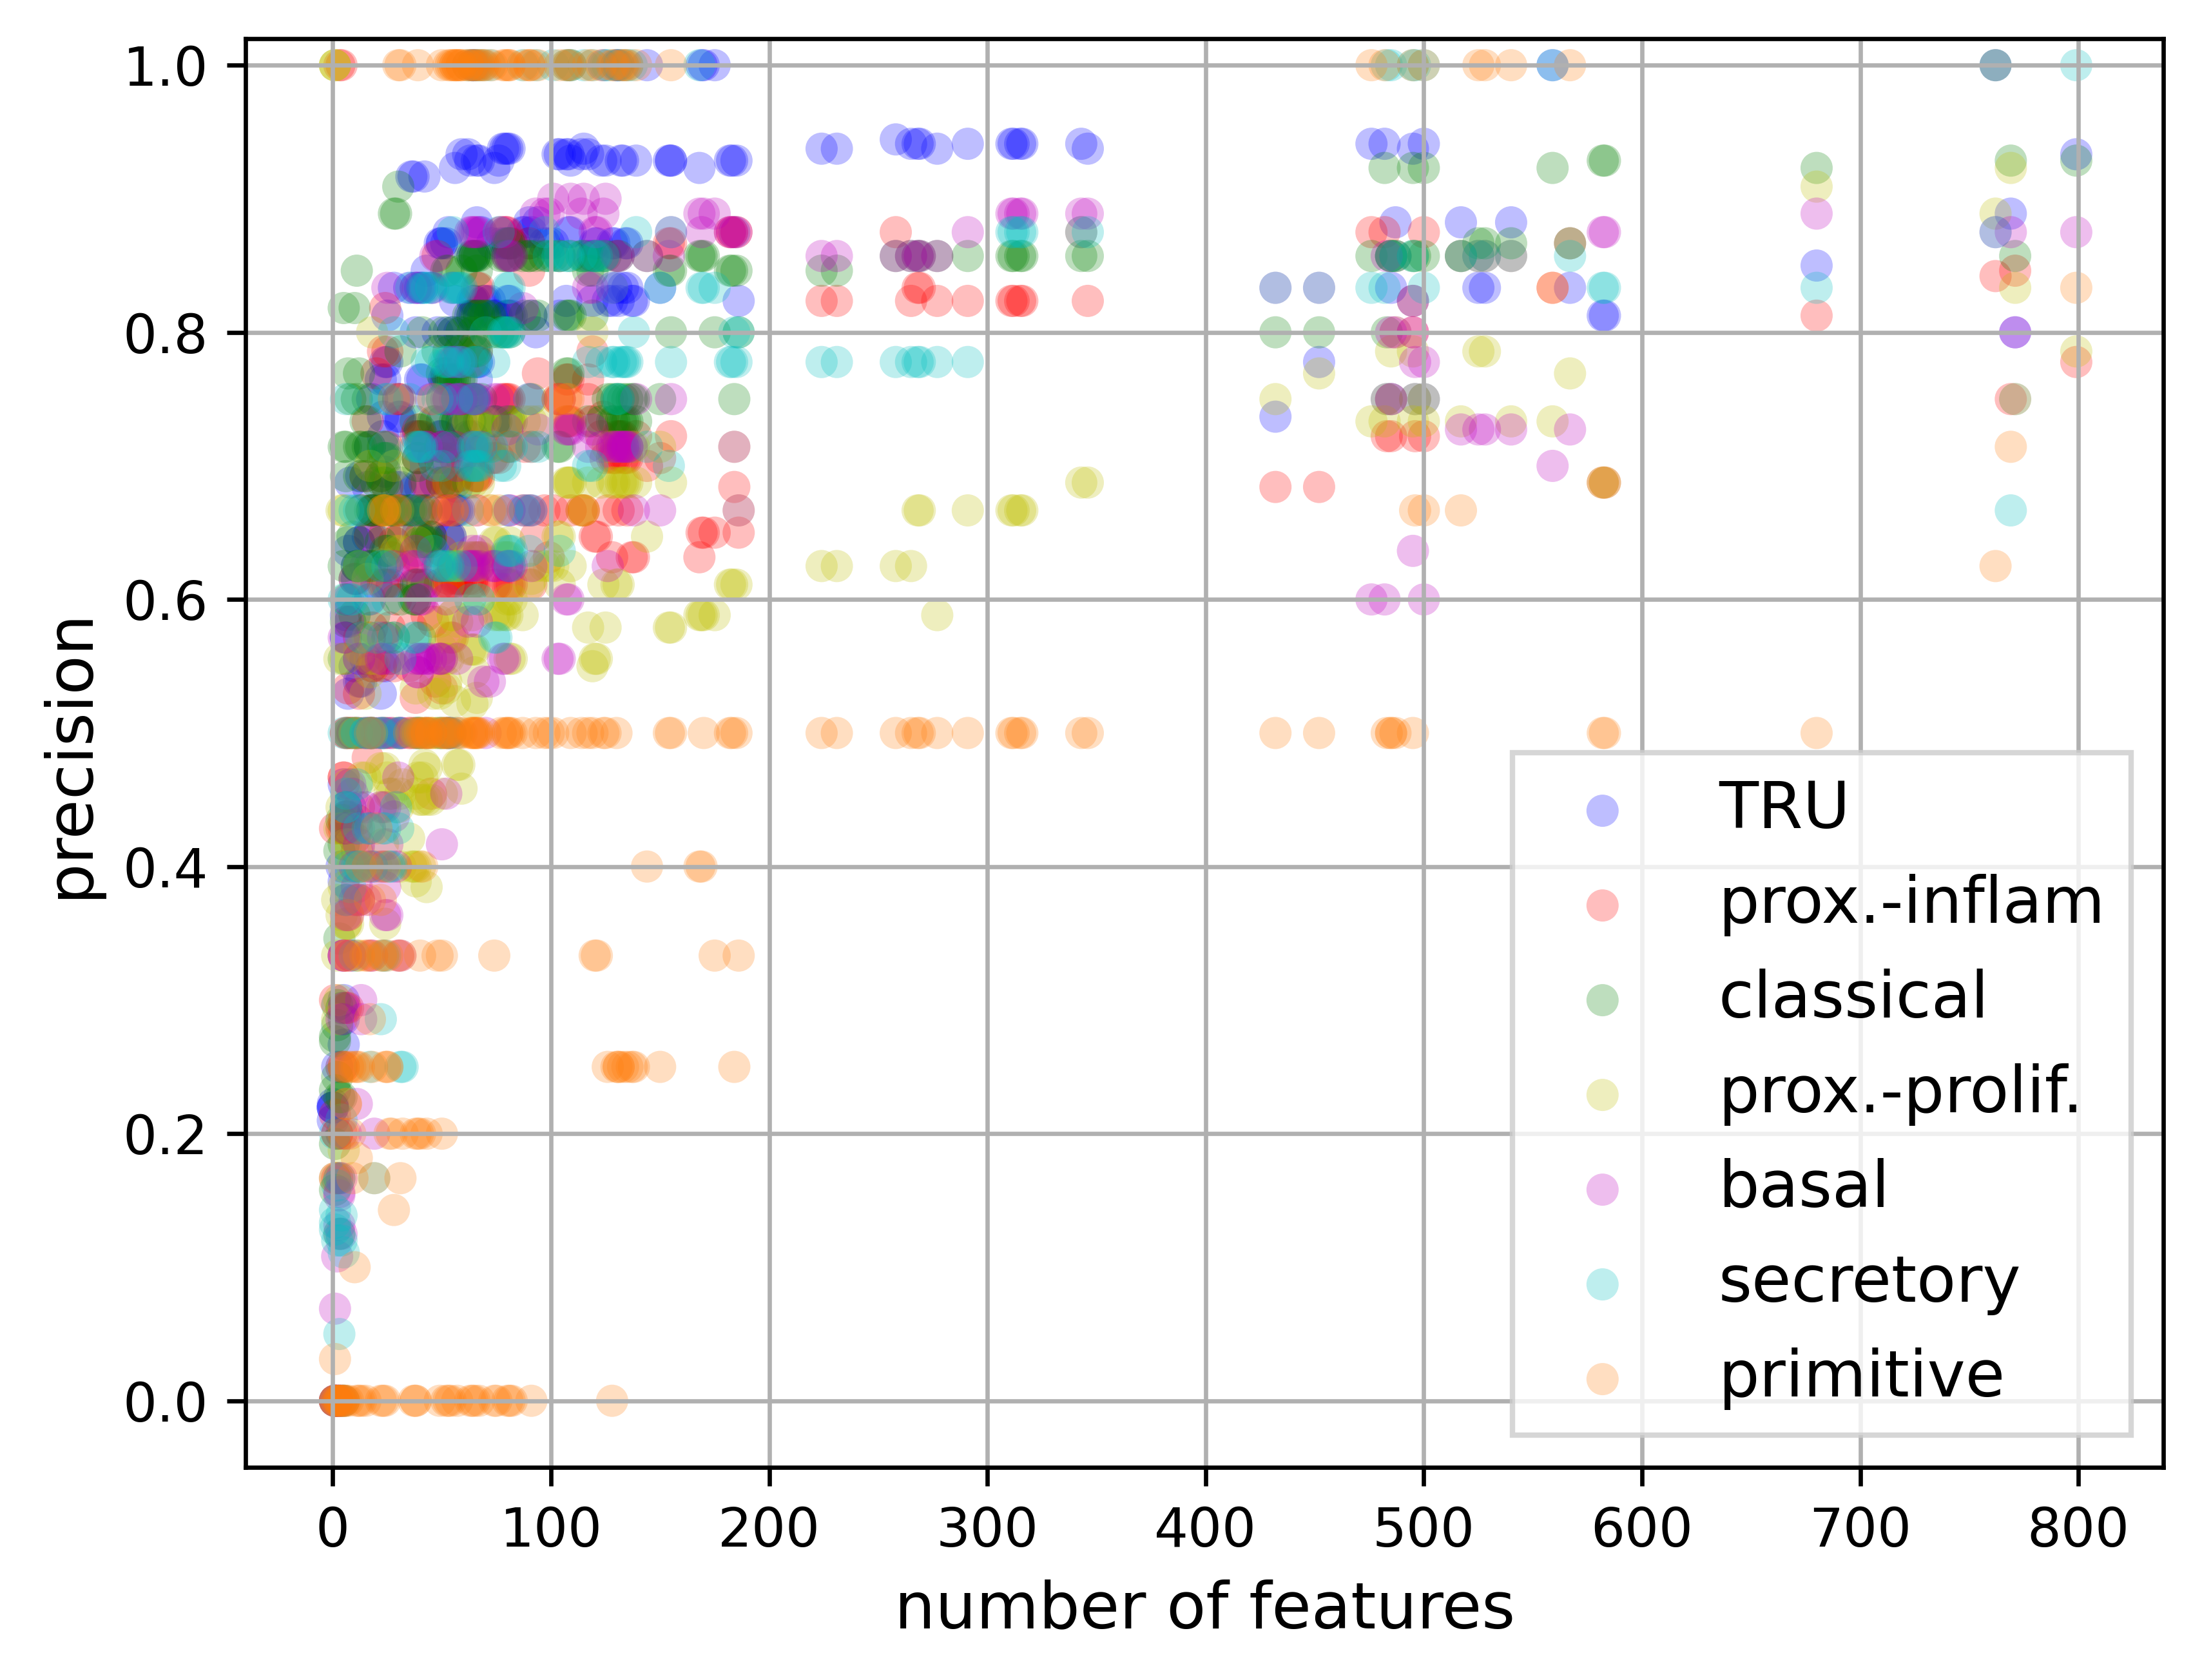 1.0
0.8
0.6
0.4
0.2
0.0
precision
0 100 200 300 400 500 600 700 800
number of features
TRU
prox.-inflam
classical
prox.-prolif.
basal
secretory
primitive